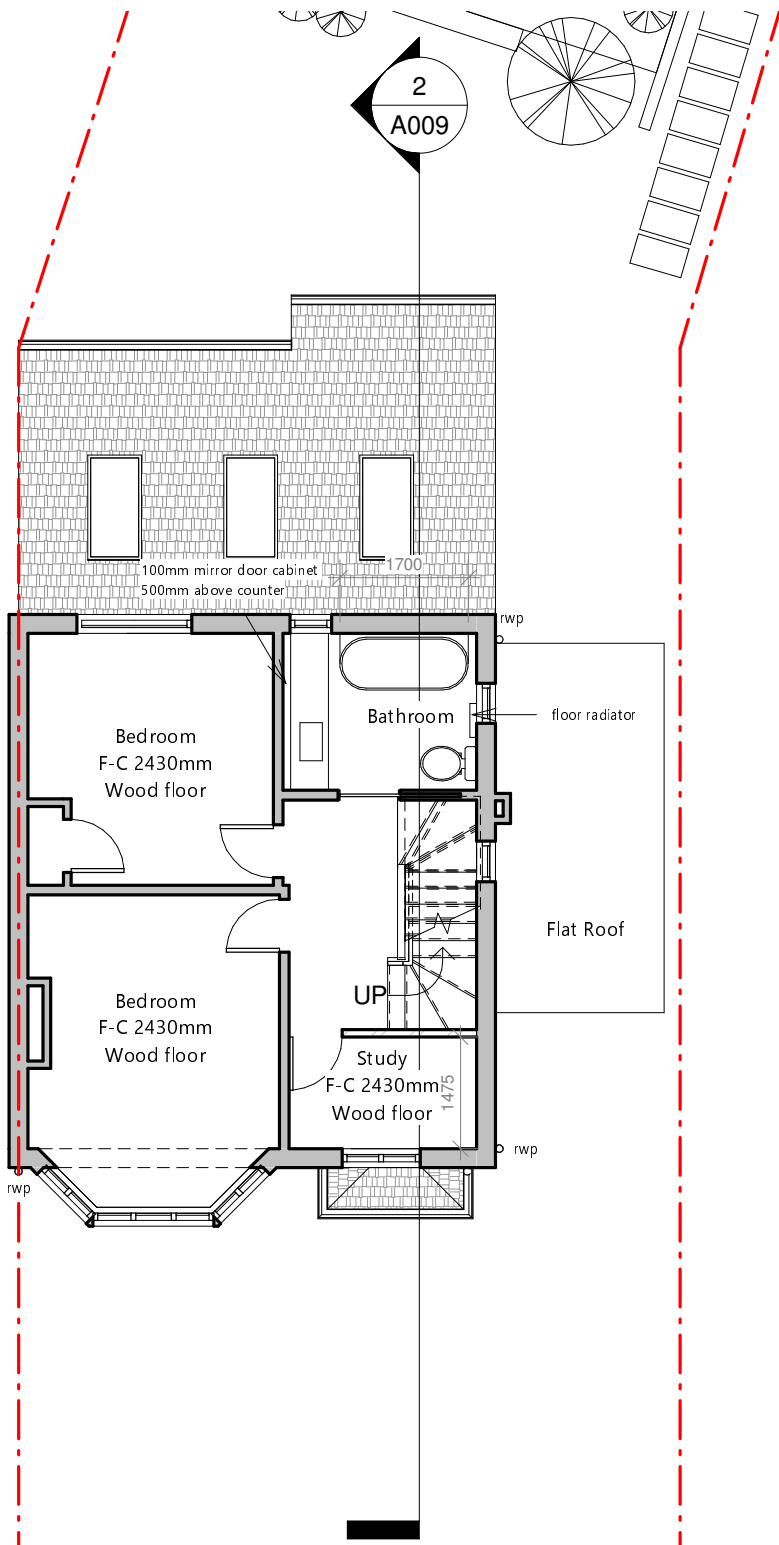 2
A009
100mm mirror door cabinet
500mm above counter
1700
rwp
Bathroom
floor radiator
Bedroom
F-C 2430mm
Wood floor
Flat Roof
UP
Bedroom
F-C 2430mm
Wood floor
Study
F-C 2430mm
Wood floor
1475
rwp
rwp